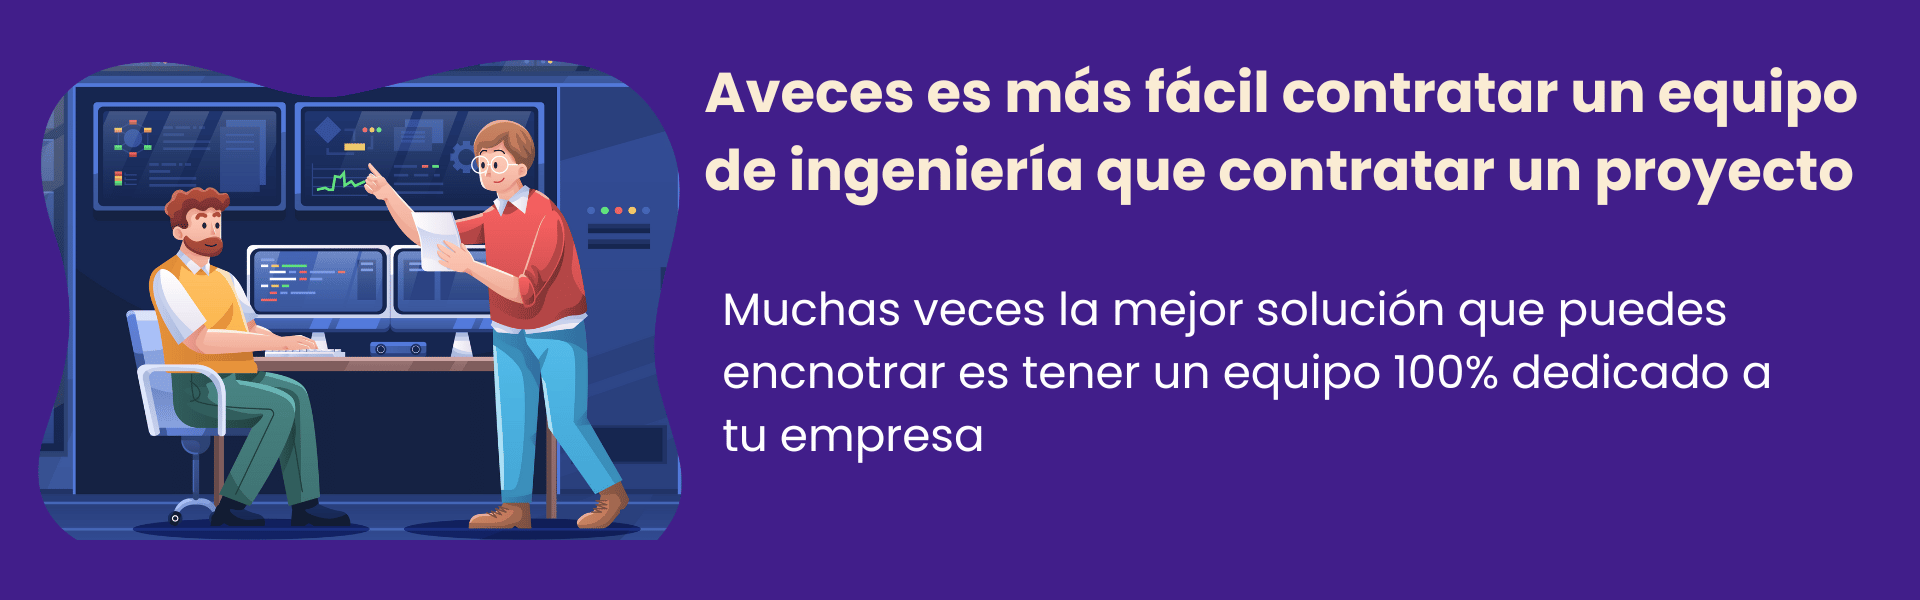 Aveces es más fácil contratar un equipo
de ingeniería que contratar un proyecto
Muchas veces la mejor solución que puedes
encnotrar es tener un equipo 100% dedicado a
tu empresa